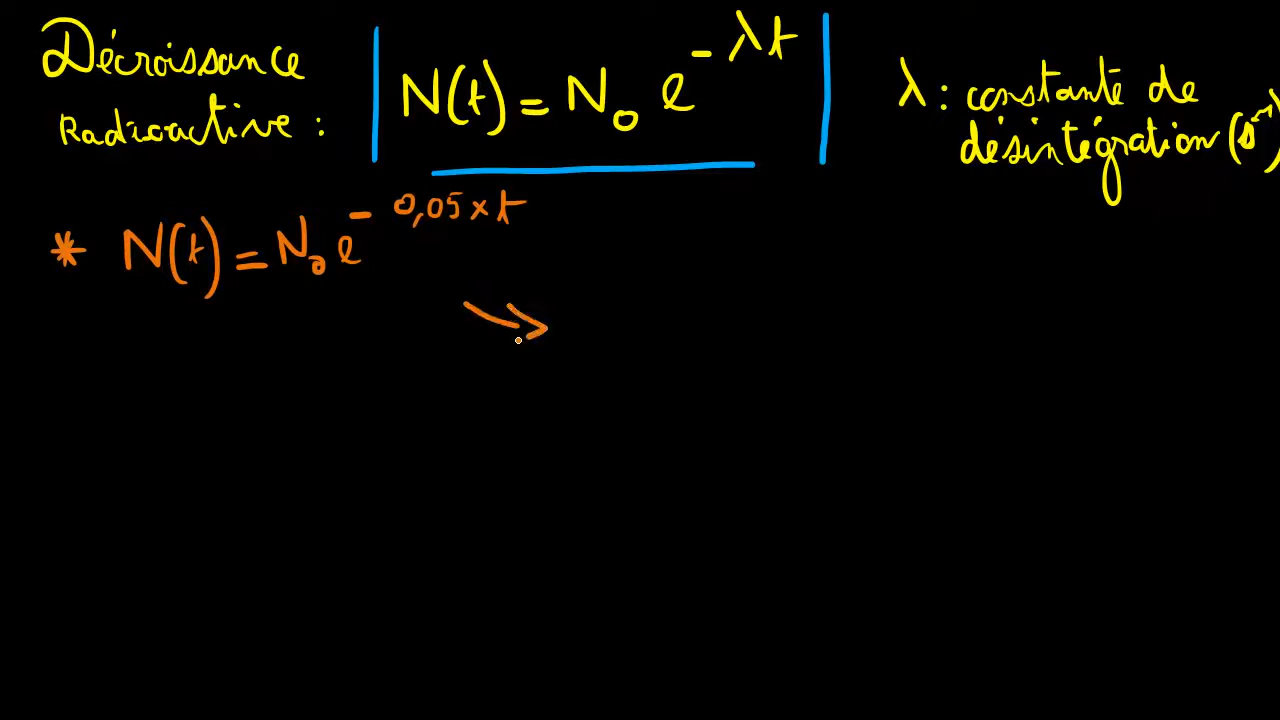 Décroissance
Radioactive :
N(t) = N₀ e^{-λt}
λ : constante de
désintégration (s⁻¹)
* N(t) = N₀ e^{-0,05×t}